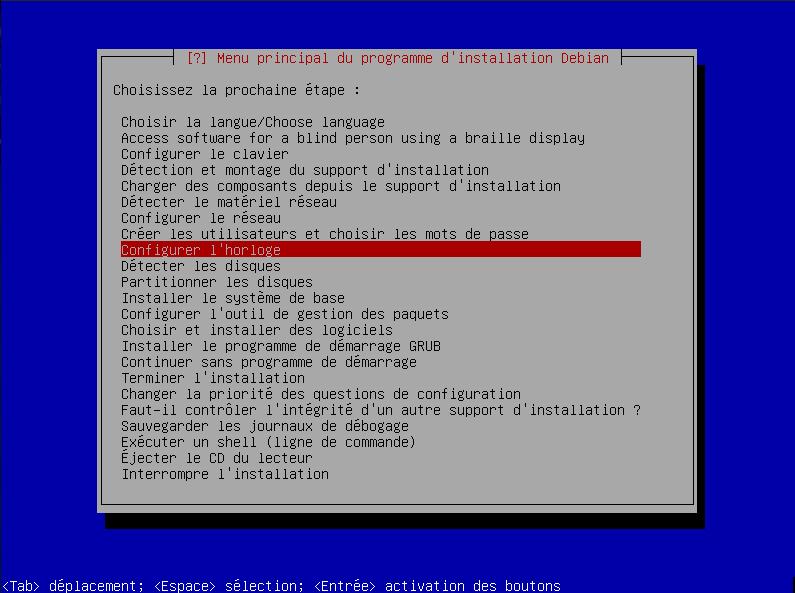 [?] Menu principal du programme d'installation Debian
Choisissez la prochaine étape :
Choisir la langue/Choose language
Access software for a blind person using a braille display
Configurer le clavier
Détection et montage du support d'installation
Charger des composants depuis le support d'installation
Détecter le matériel réseau
Configurer le réseau
Créer les utilisateurs et choisir les mots de passe
Configurer l'horloge
Détecter les disques
Partitionner les disques
Installer le système de base
Configurer l'outil de gestion des paquets
Choisir et installer des logiciels
Installer le programme de démarrage GRUB
Continuer sans programme de démarrage
Terminer l'installation
Changer la priorité des questions de configuration
Faut-il contrôler l'intégrité d'un autre support d'installation ?
Sauvegarder les journaux de débogage
Exécuter un shell (ligne de commande)
Éjecter le CD du lecteur
Interrompre l'installation
<Tab> déplacement; <Espace> sélection; <Entrée> activation des boutons